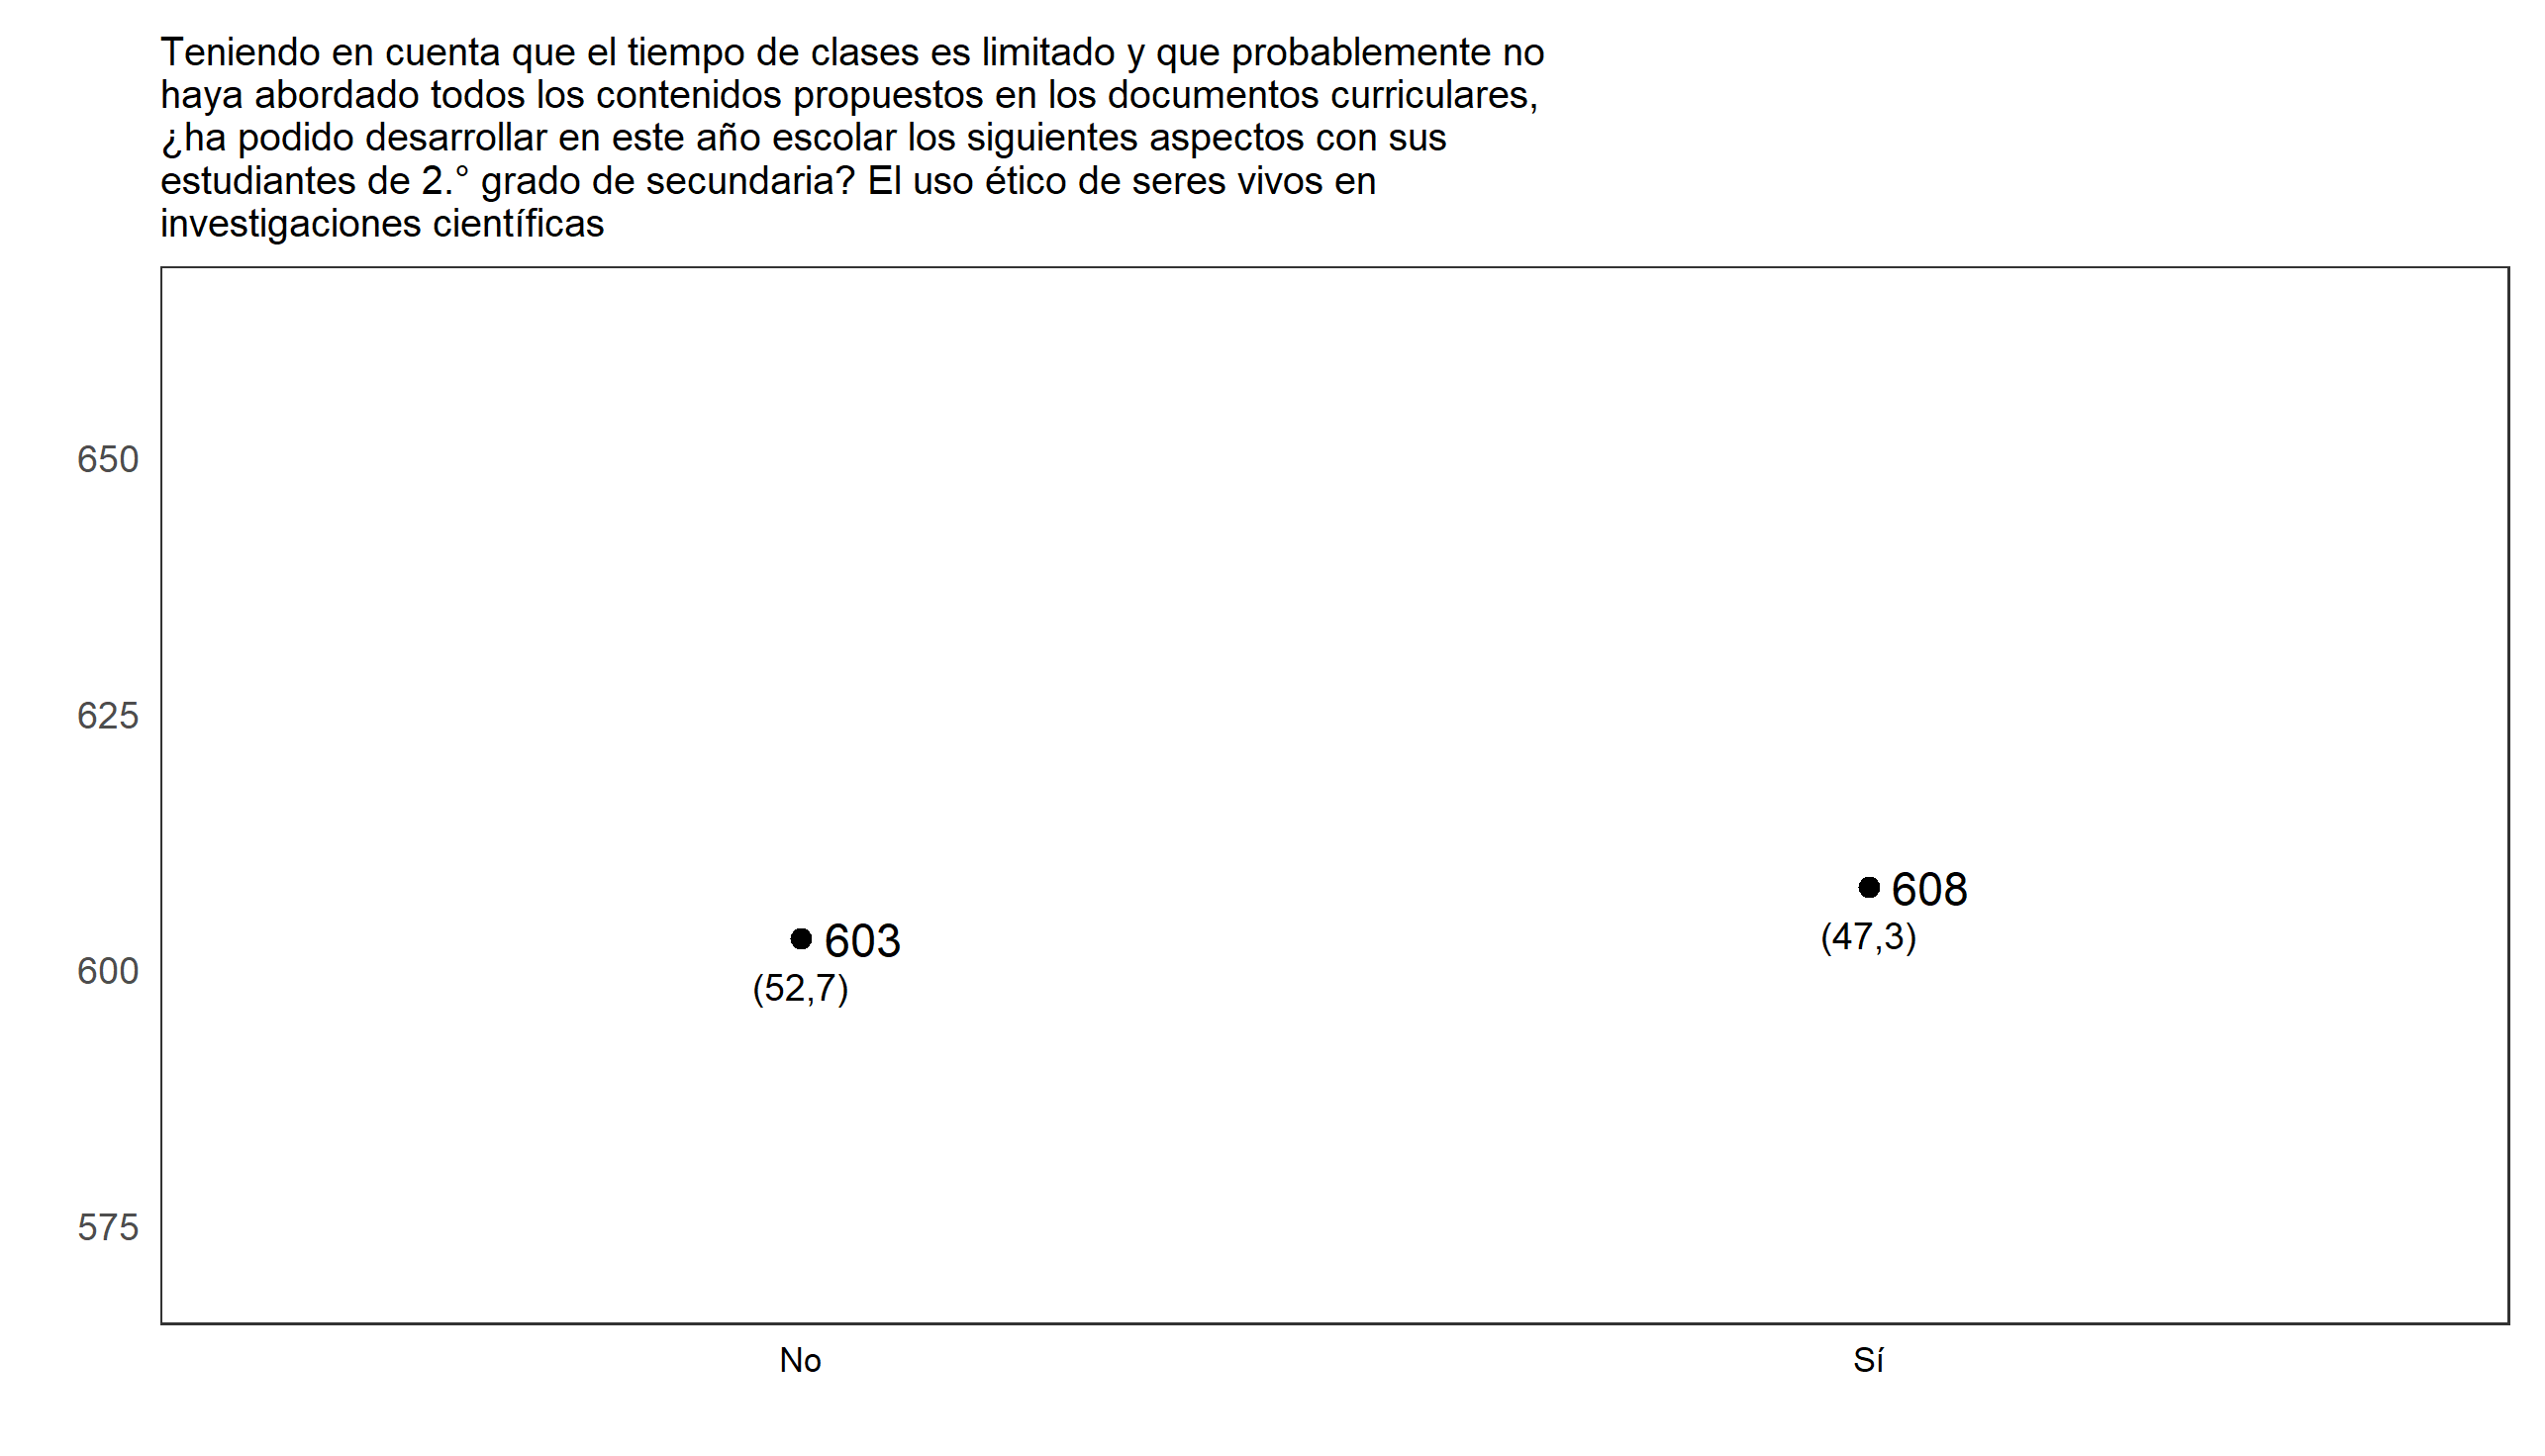 Teniendo en cuenta que el tiempo de clases es limitado y que probablemente no
haya abordado todos los contenidos propuestos en los documentos curriculares,
¿ha podido desarrollar en este año escolar los siguientes aspectos con sus
estudiantes de 2.° grado de secundaria? El uso ético de seres vivos en
investigaciones científicas
650
625
600
575
603
(52,7)
608
(47,3)
No
Sí